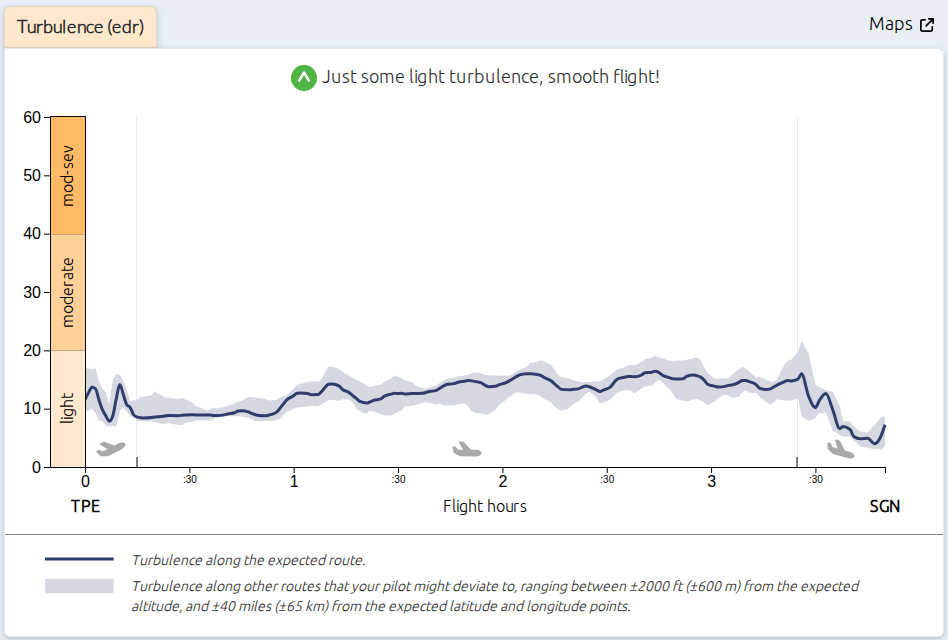 Turbulence (edr)
Maps
Just some light turbulence, smooth flight!
60
50
40
30
20
10
0
mod-sev
moderate
light
0 :30 1 :30 2 :30 3 :30
TPE Flight hours SGN
Turbulence along the expected route.
Turbulence along other routes that your pilot might deviate to, ranging between ±2000 ft (±600 m) from the expected
altitude, and ±40 miles (±65 km) from the expected latitude and longitude points.